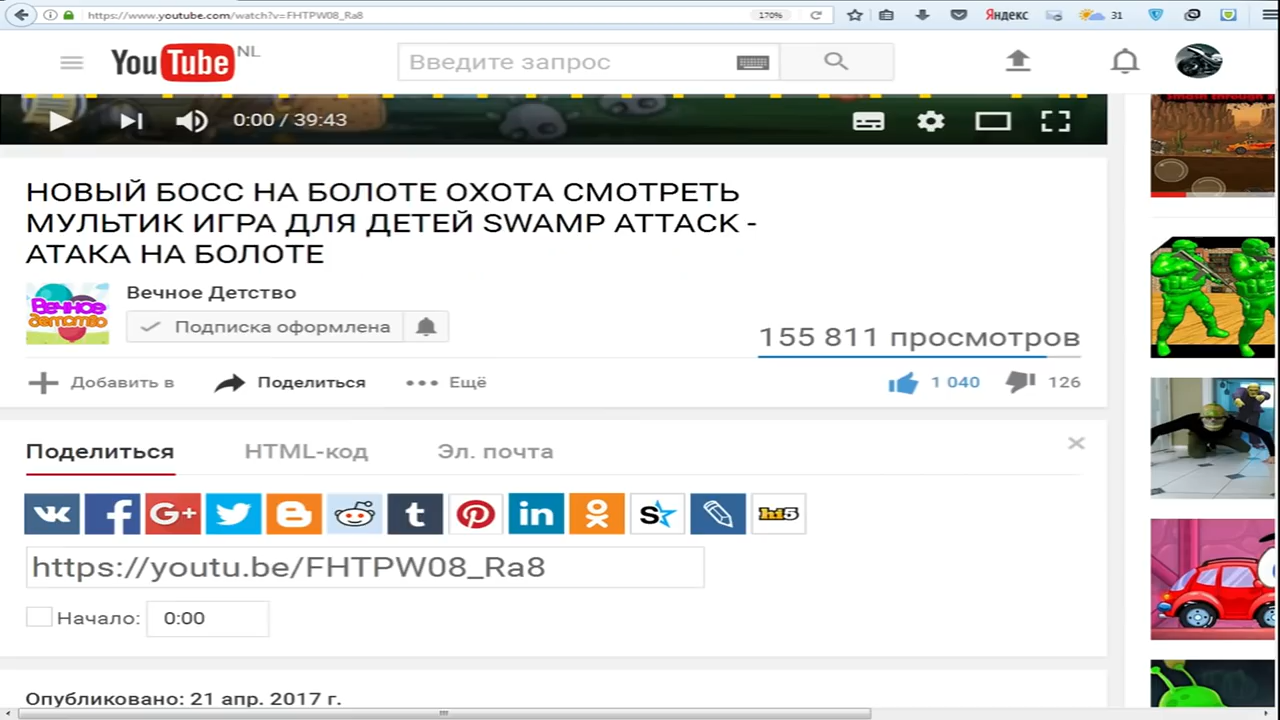 https://www.youtube.com/watch?v=FHTPW08_Ra8
170%
Яндекс
31
YouTube NL
Введите запрос
0:00 / 39:43
НОВЫЙ БОСС НА БОЛОТЕ ОХОТА СМОТРЕТЬ
МУЛЬТИК ИГРА ДЛЯ ДЕТЕЙ SWAMP ATTACK -
АТАКА НА БОЛОТЕ
Вечное детство
Вечное Детство
Подписка оформлена
155 811 просмотров
Добавить в
Поделиться
Ещё
1 040
126
Поделиться
HTML-код
Эл. почта
hi5
https://youtu.be/FHTPW08_Ra8
Начало:
0:00
Опубликовано: 21 апр. 2017 г.